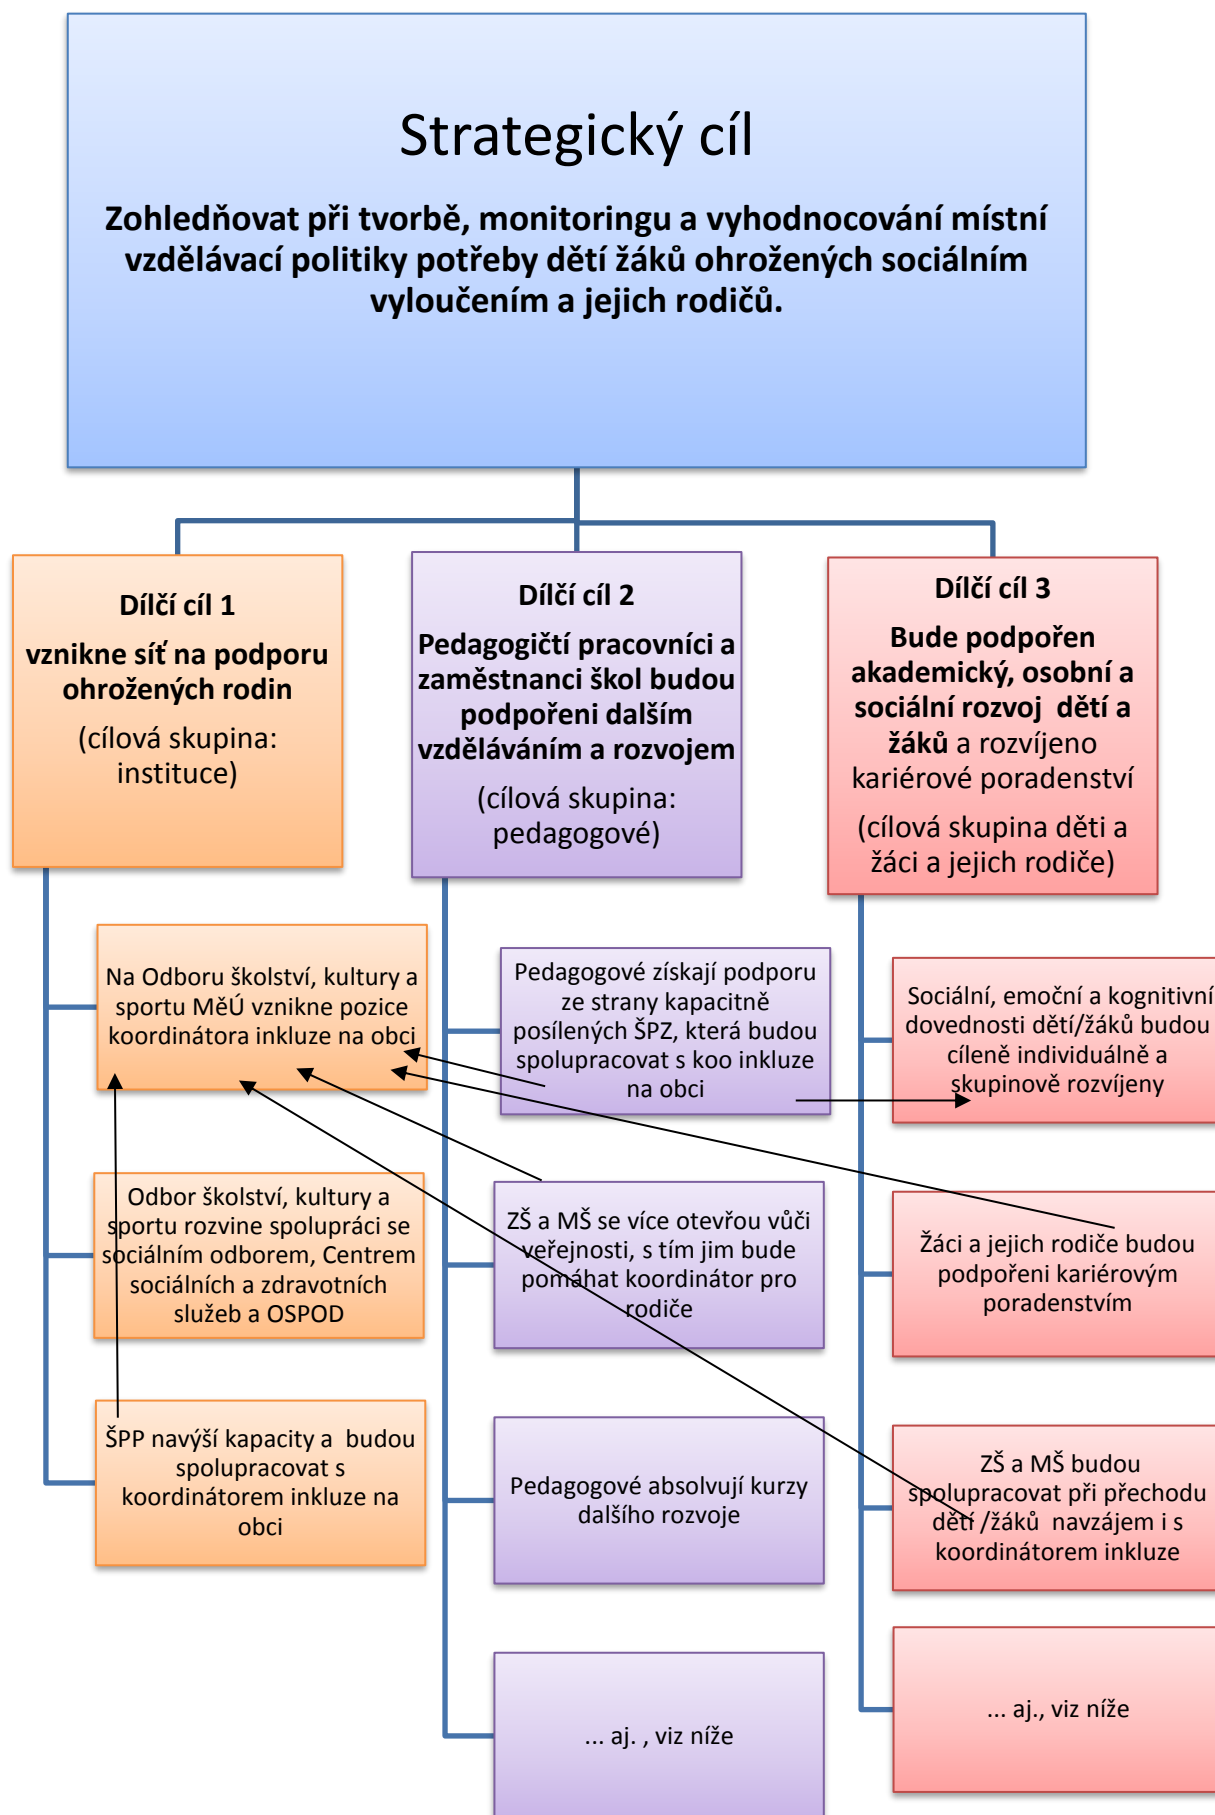 Strategický cíl
Zohledňovat při tvorbě, monitoringu a vyhodnocování místní
vzdělávací politiky potřeby dětí žáků ohrožených sociálním
vyloučením a jejich rodičů.
Dílčí cíl 1
vznikne síť na podporu
ohrožených rodin
(cílová skupina:
instituce)
Na Odboru školství, kultury a
sportu MěÚ vznikne pozice
koordinátora inkluze na obci
Odbor školství, kultury a
sportu rozvine spolupráci se
sociálním odborem, Centrem
sociálních a zdravotních
služeb a OSPOD
ŠPP navýší kapacity a budou
spolupracovat s
koordinátorem inkluze na
obci
Dílčí cíl 2
Pedagogičtí pracovníci a
zaměstnanci škol budou
podpořeni dalším
vzděláváním a rozvojem
(cílová skupina:
pedagogové)
Pedagogové získají podporu
ze strany kapacitně
posílených ŠPZ, která budou
spolupracovat s koo inkluze
na obci
ZŠ a MŠ se více otevřou vůči
veřejnosti, s tím jim bude
pomáhat koordinátor pro
rodiče
Pedagogové absolvují kurzy
dalšího rozvoje
... aj. , viz níže
Dílčí cíl 3
Bude podpořen
akademický, osobní a
sociální rozvoj dětí a
žáků a rozvíjeno
kariérové poradenství
(cílová skupina děti a
žáci a jejich rodiče)
Sociální, emoční a kognitivní
dovednosti dětí/žáků budou
cíleně individuálně a
skupinově rozvíjeny
Žáci a jejich rodiče budou
podpořeni kariérovým
poradenstvím
ZŠ a MŠ budou
spolupracovat při přechodu
dětí /žáků navzájem i s
koordinátorem inkluze
... aj., viz níže